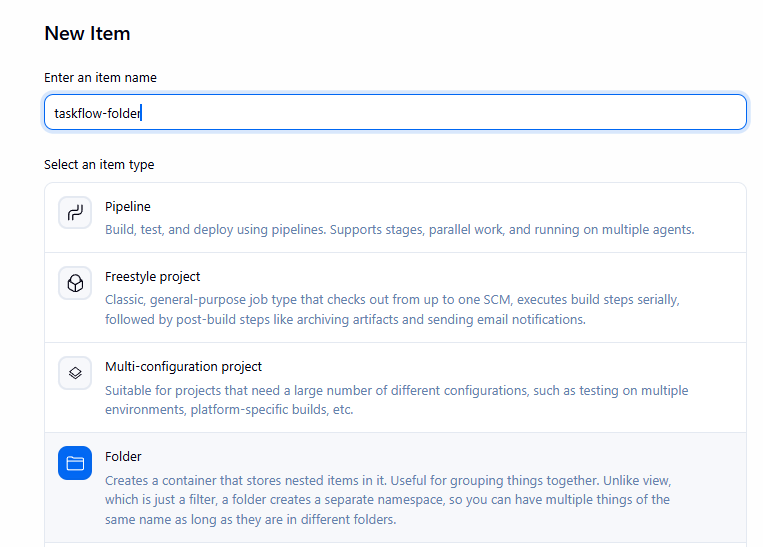 New Item
Enter an item name
taskflow-folder
Select an item type
Pipeline
Build, test, and deploy using pipelines. Supports stages, parallel work, and running on multiple agents.
Freestyle project
Classic, general-purpose job type that checks out from up to one SCM, executes build steps serially,
followed by post-build steps like archiving artifacts and sending email notifications.
Multi-configuration project
Suitable for projects that need a large number of different configurations, such as testing on multiple
environments, platform-specific builds, etc.
Folder
Creates a container that stores nested items in it. Useful for grouping things together. Unlike view,
which is just a filter, a folder creates a separate namespace, so you can have multiple things of the
same name as long as they are in different folders.